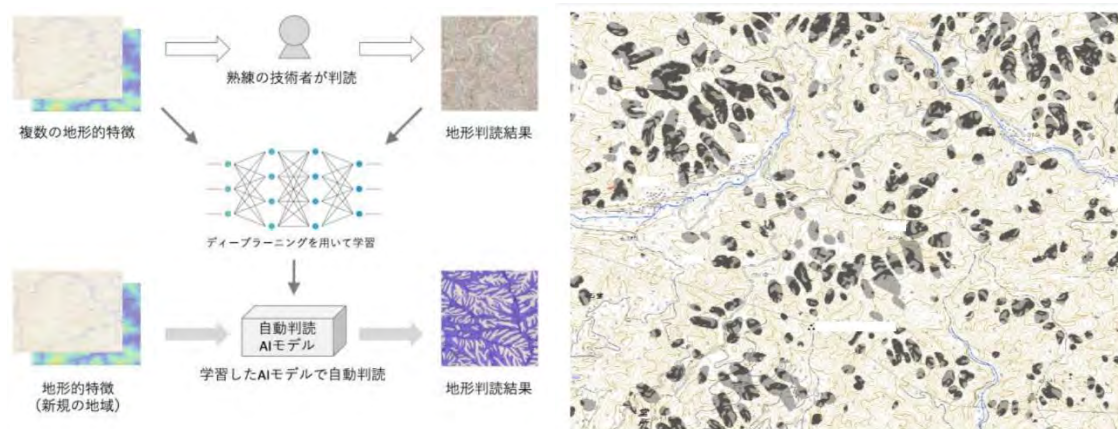 熟練の技術者が判読
複数の地形的特徴
地形判読結果
ディープラーニングを用いて学習
自動判読
AIモデル
学習したAIモデルで自動判読
地形的特徴
(新規の地域)
地形判読結果